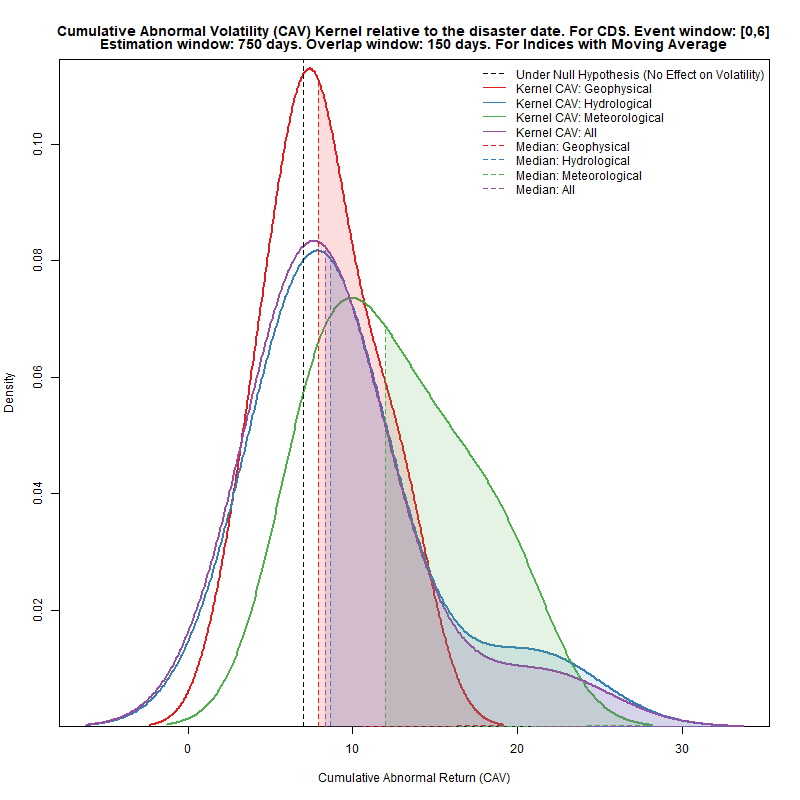 Cumulative Abnormal Volatility (CAV) Kernel relative to the disaster date. For CDS. Event window: [0,6]
Estimation window: 750 days. Overlap window: 150 days. For Indices with Moving Average
Under Null Hypothesis (No Effect on Volatility)
Kernel CAV: Geophysical
Kernel CAV: Hydrological
Kernel CAV: Meteorological
Kernel CAV: All
Median: Geophysical
Median: Hydrological
Median: Meteorological
Median: All
0.10
0.08
0.06
0.04
0.02
Density
0 10 20 30
Cumulative Abnormal Return (CAV)